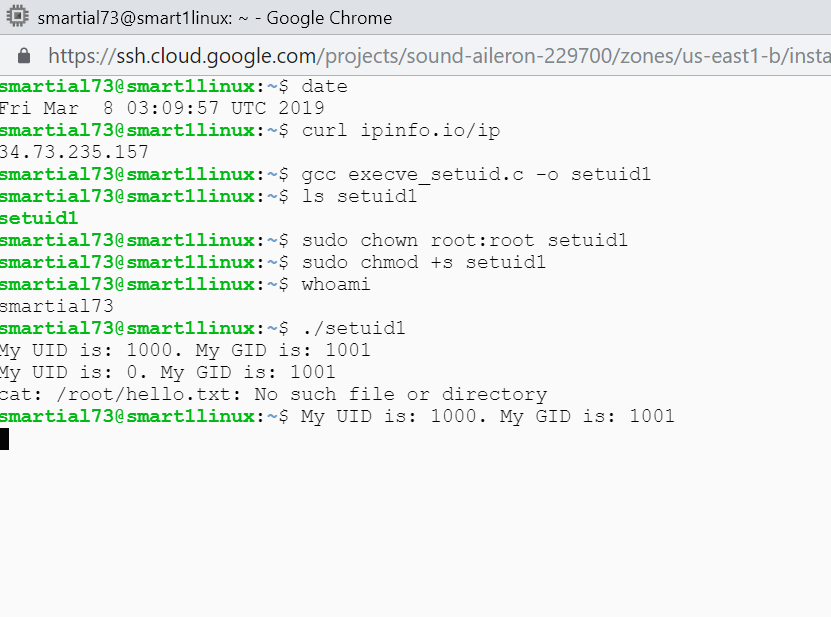 smartial73@smart1linux: ~ - Google Chrome
https://ssh.cloud.google.com/projects/sound-aileron-229700/zones/us-east1-b/insta
smartial73@smart1linux:~$ date
Fri Mar  8 03:09:57 UTC 2019
smartial73@smart1linux:~$ curl ipinfo.io/ip
34.73.235.157
smartial73@smart1linux:~$ gcc execve_setuid.c -o setuid1
smartial73@smart1linux:~$ ls setuid1
setuid1
smartial73@smart1linux:~$ sudo chown root:root setuid1
smartial73@smart1linux:~$ sudo chmod +s setuid1
smartial73@smart1linux:~$ whoami
smartial73
smartial73@smart1linux:~$ ./setuid1
My UID is: 1000. My GID is: 1001
My UID is: 0. My GID is: 1001
cat: /root/hello.txt: No such file or directory
smartial73@smart1linux:~$ My UID is: 1000. My GID is: 1001